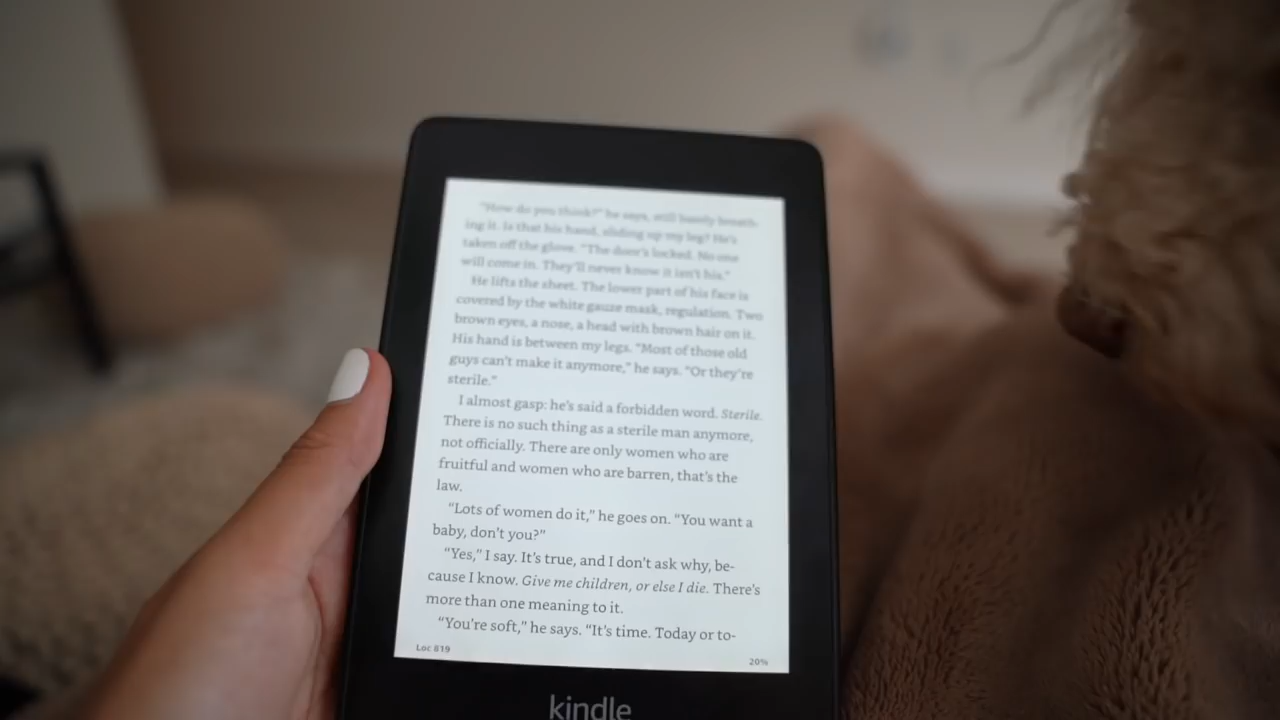 "How do you think?" he says, still barely breath-
ing it. Is that his hand, sliding up my leg? He's
taken off the glove. "The door's locked. No one
will come in. They'll never know it isn't his."
He lifts the sheet. The lower part of his face is
covered by the white gauze mask, regulation. Two
brown eyes, a nose, a head with brown hair on it.
His hand is between my legs. "Most of those old
guys can't make it anymore," he says. "Or they're
sterile."
I almost gasp: he's said a forbidden word. Sterile.
There is no such thing as a sterile man anymore,
not officially. There are only women who are
fruitful and women who are barren, that's the
law.
"Lots of women do it," he goes on. "You want a
baby, don't you?"
"Yes," I say. It's true, and I don't ask why, be-
cause I know. Give me children, or else I die. There's
more than one meaning to it.
"You're soft," he says. "It's time. Today or to-
Loc 819 20%
kindle